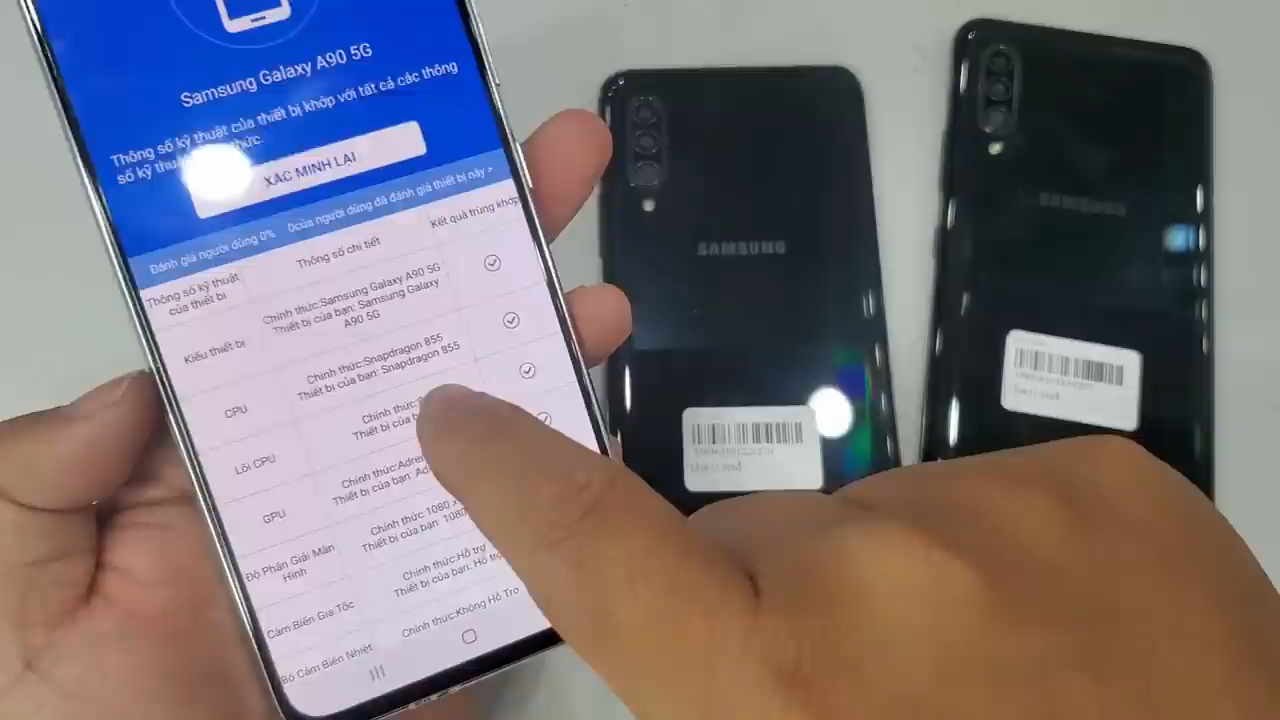 Samsung Galaxy A90 5G
Thông số kỹ thuật của thiết bị khớp với tất cả các thông
số kỹ thức.
XÁC MINH LẠI
Đánh giá người dùng 0% 0của người dùng đã đánh giá thiết bị này >
Thông số kỹ thuật
của thiết bị
Thông số chi tiết
Kết quả trùng khớp
Kiểu thiết bị
Chính thức:Samsung Galaxy A90 5G
Thiết bị của bạn: Samsung Galaxy
A90 5G
CPU
Chính thức:Snapdragon 855
Thiết bị của bạn: Snapdragon 855
Lõi CPU
Chính thức:
Thiết bị của
GPU
Chính thức:
Thiết bị của bạn:
Độ Phân Giải Màn
Hình
Chính thức:1080 x
Thiết bị của bạn: 1080
Cảm Biến Gia Tốc
Chính thức:Hỗ trợ
Thiết bị của bạn: Hỗ trợ
Bộ Cảm Biến Nhiệt
Chính thức:Không Hỗ Trợ
SAMSUNG
SAMSUNG